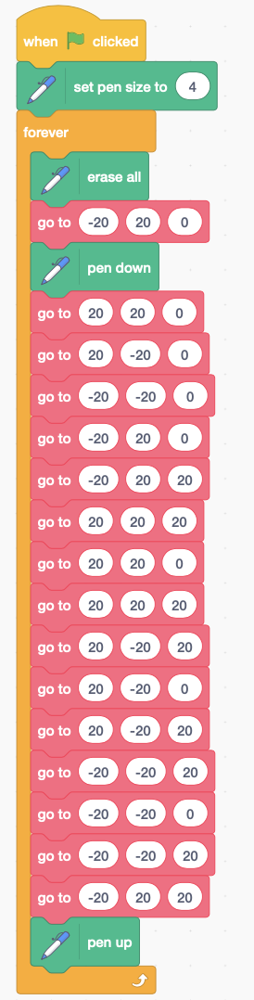 when clicked
set pen size to 4
forever
erase all
go to -20 20 0
pen down
go to 20 20 0
go to 20 -20 0
go to -20 -20 0
go to -20 20 0
go to -20 20 20
go to 20 20 20
go to 20 20 0
go to 20 20 20
go to 20 -20 20
go to 20 -20 0
go to 20 -20 20
go to -20 -20 20
go to -20 -20 0
go to -20 -20 20
go to -20 20 20
pen up